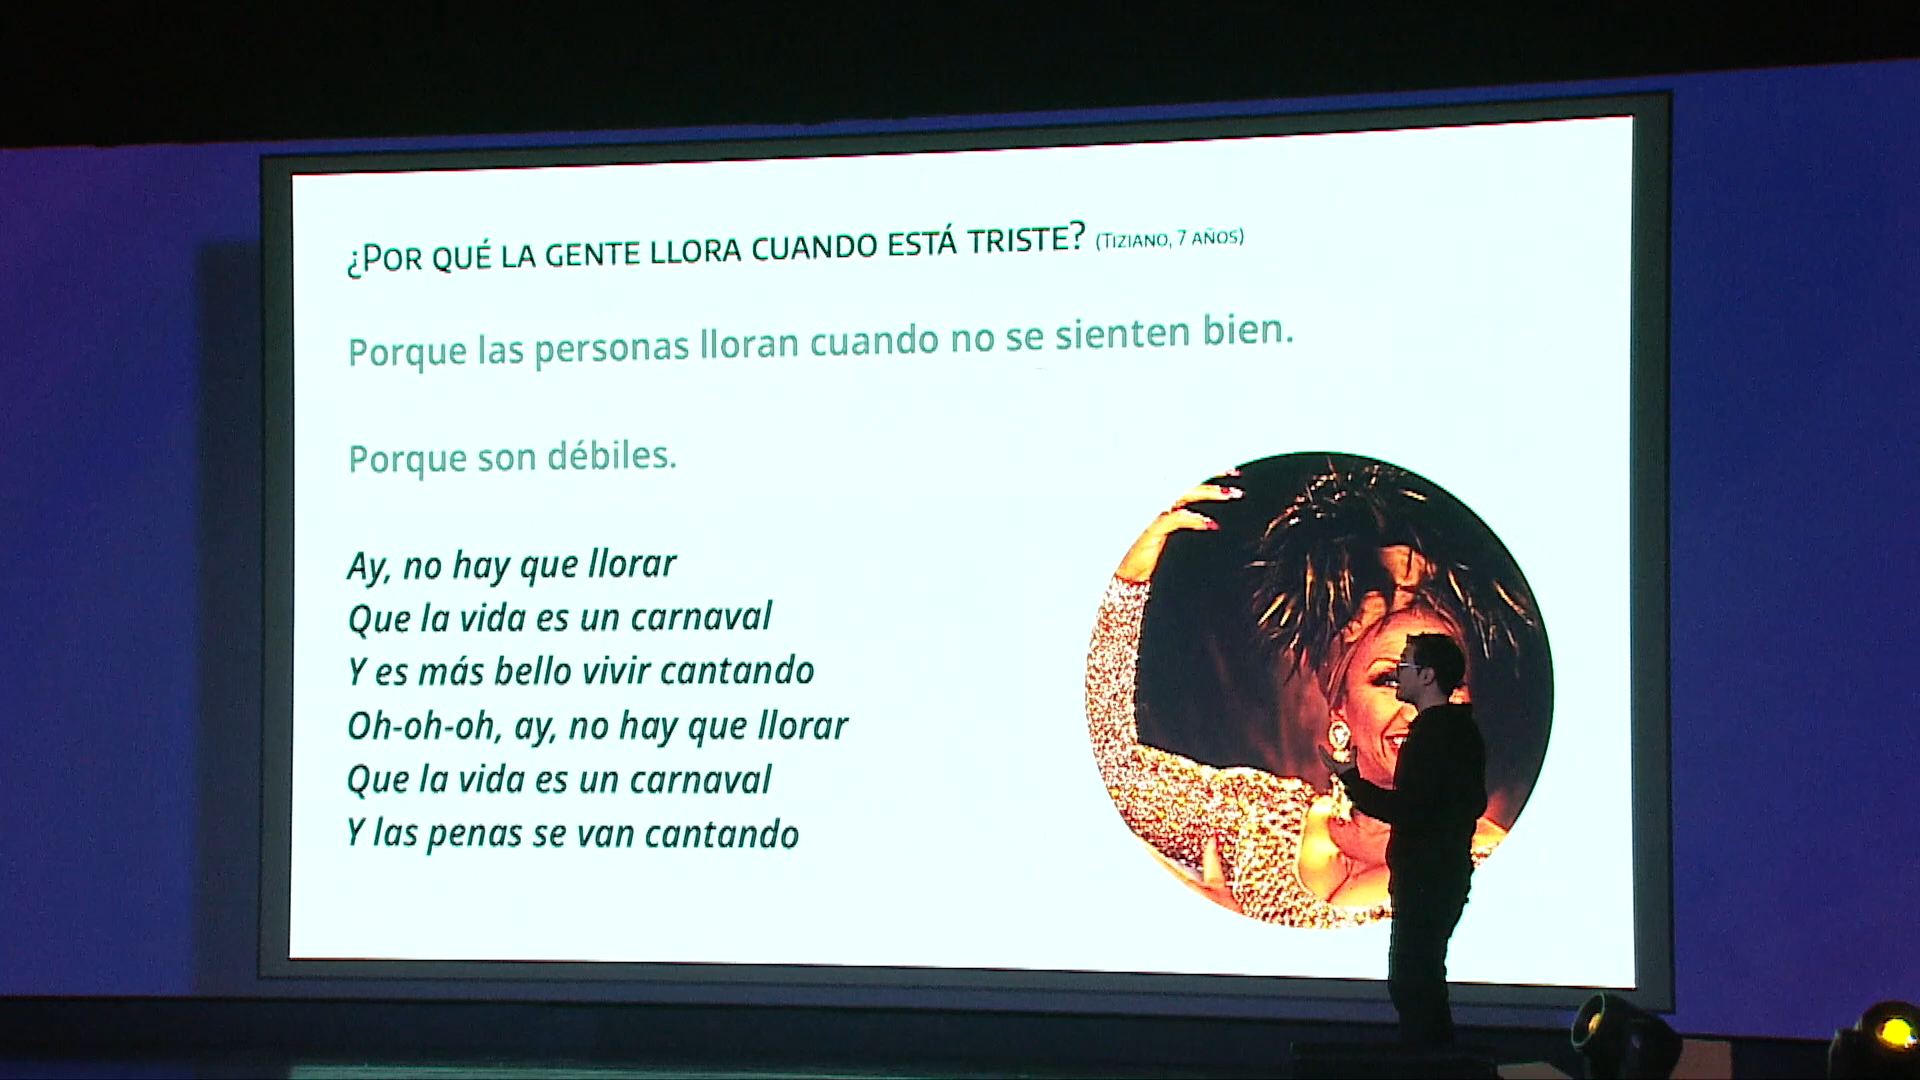 ¿Por qué la gente llora cuando está triste? (Tiziano, 7 años)
Porque las personas lloran cuando no se sienten bien.
Porque son débiles.
Ay, no hay que llorar
Que la vida es un carnaval
Y es más bello vivir cantando
Oh-oh-oh, ay, no hay que llorar
Que la vida es un carnaval
Y las penas se van cantando